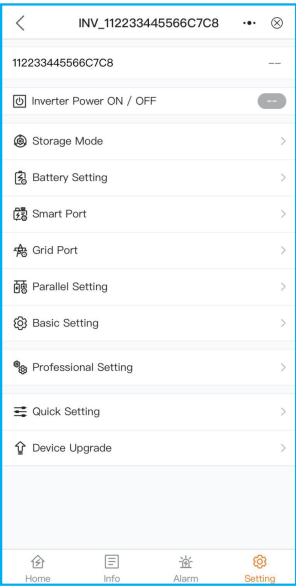 INV_112233445566C7C8
112233445566C7C8 --
Inverter Power ON / OFF --
Storage Mode
Battery Setting
Smart Port
Grid Port
Parallel Setting
Basic Setting
Professional Setting
Quick Setting
Device Upgrade
Home Info Alarm Setting